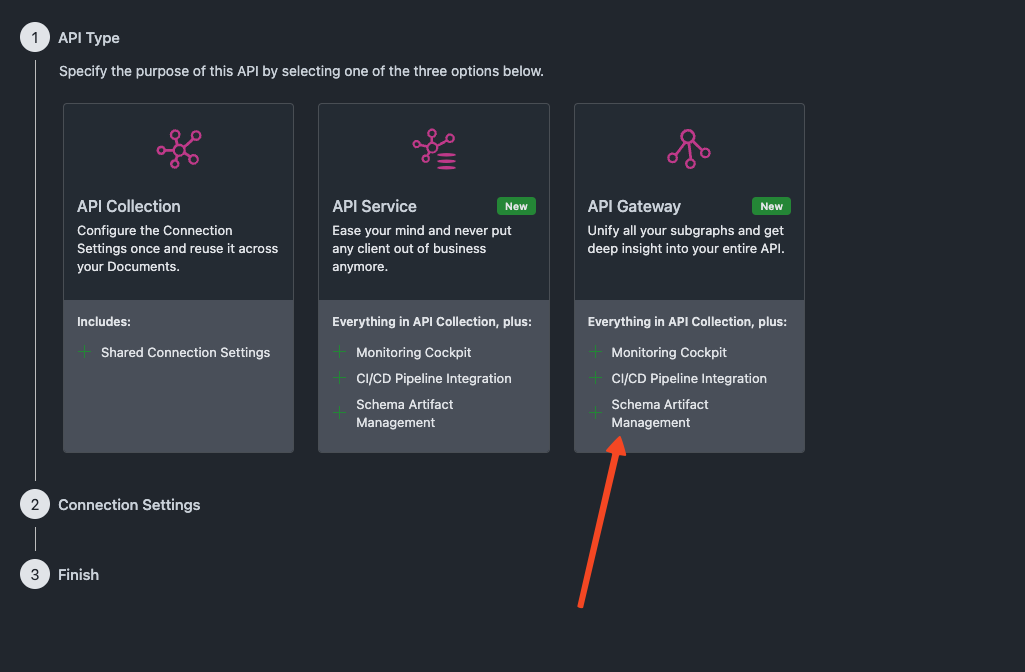 1 API Type
Specify the purpose of this API by selecting one of the three options below.
API Collection
Configure the Connection
Settings once and reuse it across
your Documents.
Includes:
Shared Connection Settings
API Service New
Ease your mind and never put
any client out of business
anymore.
Everything in API Collection, plus:
Monitoring Cockpit
CI/CD Pipeline Integration
Schema Artifact
Management
API Gateway New
Unify all your subgraphs and get
deep insight into your entire API.
Everything in API Collection, plus:
Monitoring Cockpit
CI/CD Pipeline Integration
Schema Artifact
Management
2 Connection Settings
3 Finish